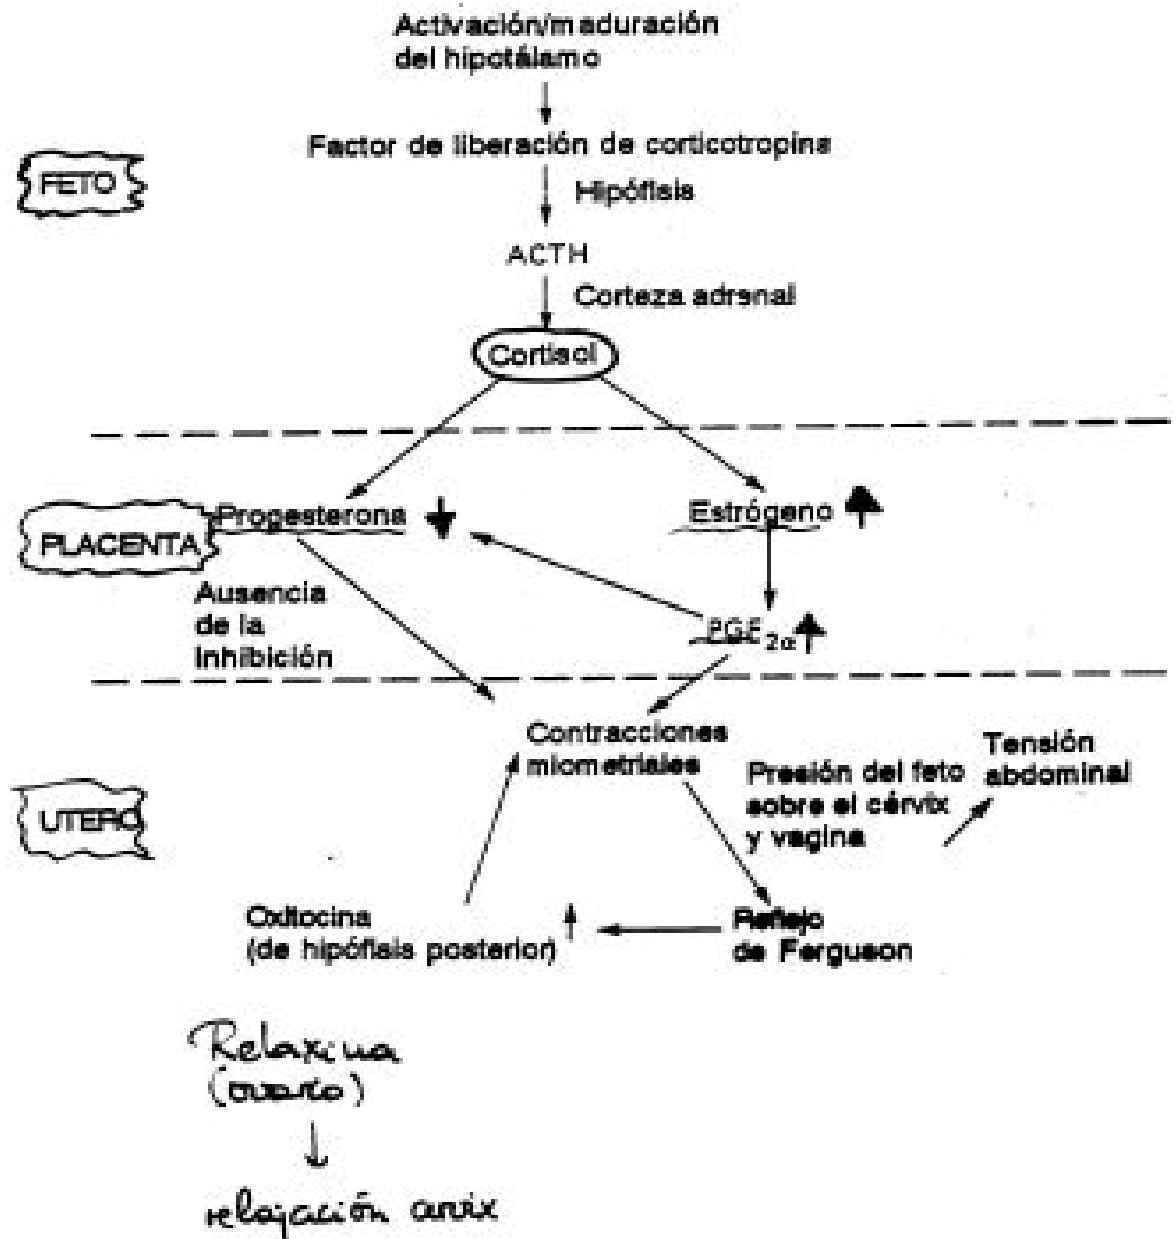 Activación/maduración
del hipotálamo
Factor de liberación de corticotropina
FETO
Hipófisis
ACTH
Corteza adrenal
Cortisol
Progesterona
Estrógeno
PLACENTA
Ausencia
de la
inhibición
PGF2α
Contracciones
miometriales
Presión del feto
sobre el cérvix
y vagina
Tensión
abdominal
UTERO
Oxitocina
(de hipófisis posterior)
Reflejo
de Ferguson
Relaxina
(ovario)
relajación cervix